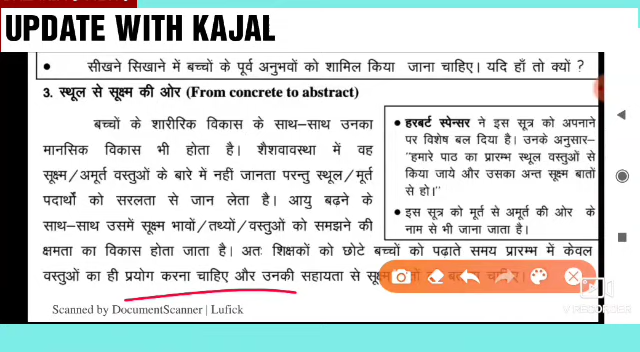 UPDATE WITH KAJAL
• सीखने सिखाने में बच्चों के पूर्व अनुभवों को शामिल किया जाना चाहिए। यदि हाँ तो क्यों ?
3. स्थूल से सूक्ष्म की ओर (From concrete to abstract)
बच्चों के शारीरिक विकास के साथ–साथ उनका
मानसिक विकास भी होता है। शैशवावस्था में वह
सूक्ष्म/अमूर्त वस्तुओं के बारे में नहीं जानता परन्तु स्थूल/मूर्त
पदार्थों को सरलता से जान लेता है। आयु बढने के
साथ–साथ उसमें सूक्ष्म भावों/तथ्यों/वस्तुओं को समझने की
क्षमता का विकास होता जाता है। अतः शिक्षकों को छोटे बच्चों को पढ़ाते समय प्रारम्भ में केवल
वस्तुओं का ही प्रयोग करना चाहिए और उनकी सहायता से
• हरबर्ट स्पेन्सर ने इस सूत्र को अपनाने
पर विशेष बल दिया है। उनके अनुसार–
"हमारे पाठ का प्रारम्भ स्थूल वस्तुओं से
किया जाये और उसका अन्त सूक्ष्म बातों
से हो।"
• इस सूत्र को मूर्त से अमूर्त की ओर के
नाम से भी जाना जाता है।
Scanned by DocumentScanner | Lufick